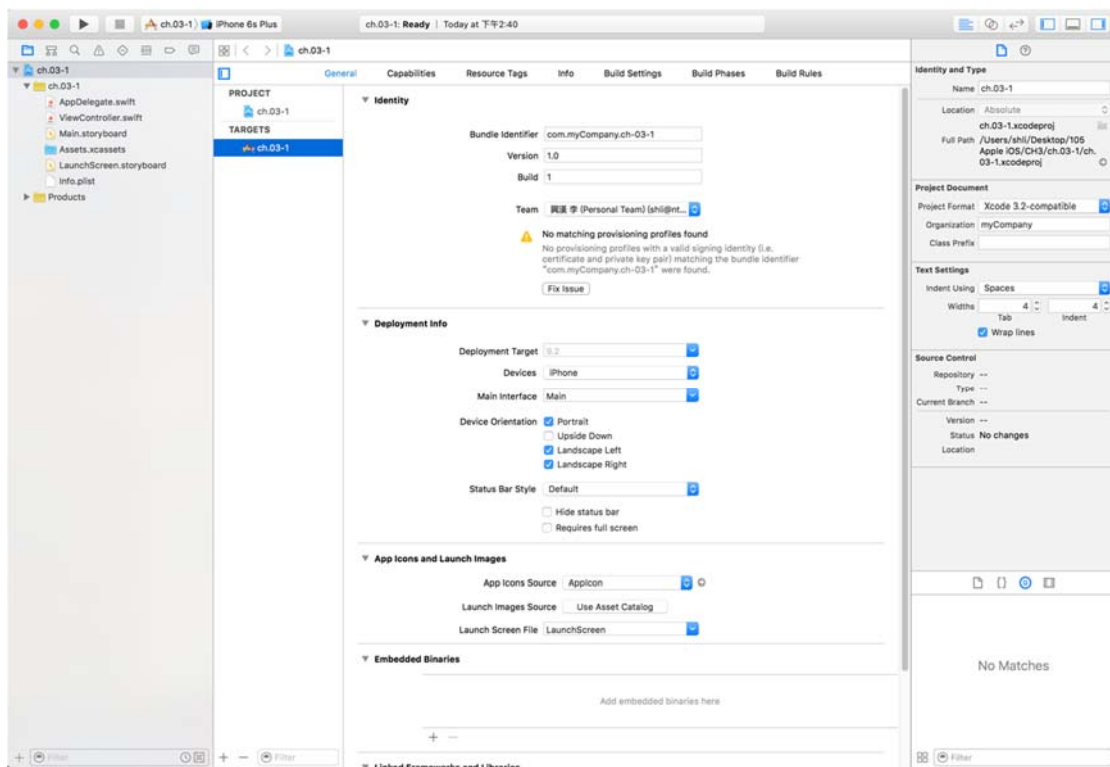 ch.03-1
iPhone 6s Plus
ch.03-1: Ready | Today at 下午2:40
ch.03-1
ch.03-1
ch.03-1
AppDelegate.swift
ViewController.swift
Main.storyboard
Assets.xcassets
LaunchScreen.storyboard
Info.plist
Products
Filter
General
Capabilities
Resource Tags
Info
Build Settings
Build Phases
Build Rules
PROJECT
ch.03-1
TARGETS
ch.03-1
Filter
Identity
Bundle Identifier com.myCompany.ch-03-1
Version 1.0
Build 1
Team 李 (Personal Team) (shli@nt...
No matching provisioning profiles found
No provisioning profiles with a valid signing identity (i.e.
certificate and private key pair) matching the bundle identifier
"com.myCompany.ch-03-1" were found.
Fix Issue
Deployment Info
Deployment Target 9.2
Devices iPhone
Main Interface Main
Device Orientation Portrait
Upside Down
Landscape Left
Landscape Right
Status Bar Style Default
Hide status bar
Requires full screen
App Icons and Launch Images
App Icons Source AppIcon
Launch Images Source Use Asset Catalog
Launch Screen File LaunchScreen
Embedded Binaries
Add embedded binaries here
Linked Frameworks and Libraries
Identity and Type
Name ch.03-1
Location Absolute
ch.03-1.xcodeproj
Full Path /Users/shli/Desktop/105
Apple iOS/CH3/ch.03-1/ch.
03-1.xcodeproj
Project Document
Project Format Xcode 3.2-compatible
Organization myCompany
Class Prefix
Text Settings
Indent Using Spaces
Widths 4 4
Tab Indent
Wrap lines
Source Control
Repository --
Type --
Current Branch --
Version --
Status No changes
Location
No Matches
Filter